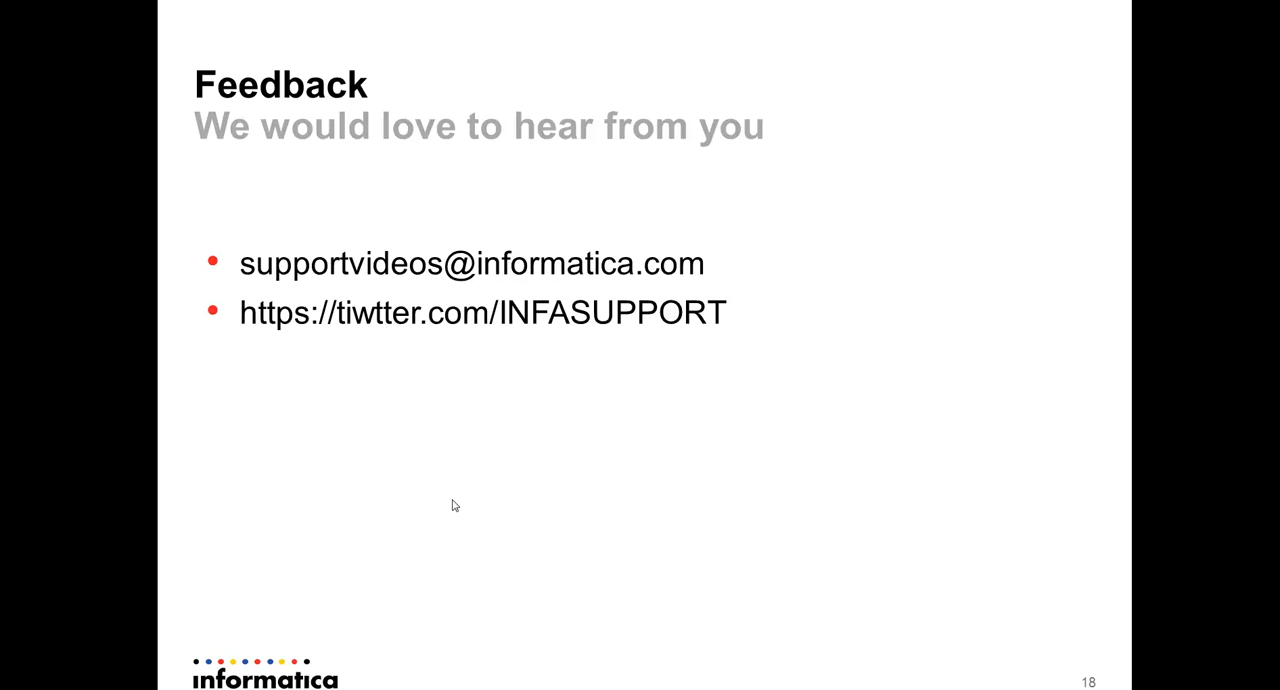 Feedback
We would love to hear from you
• supportvideos@informatica.com
• https://tiwtter.com/INFASUPPORT
informatica
18